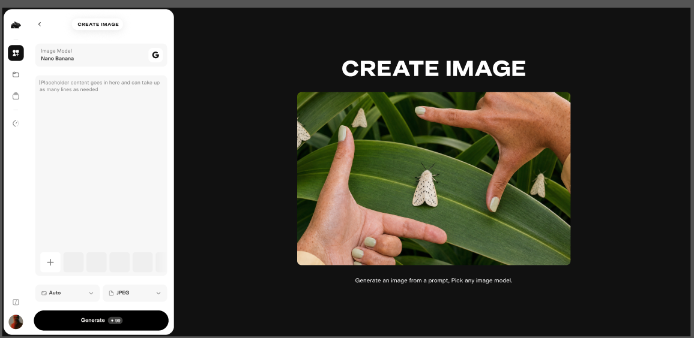 CREATE IMAGE
Image Model
Nano Banana
G
Placeholder content goes in here and can take up
as many lines as needed
Auto
JPEG
Generate
CREATE IMAGE
Generate an image from a prompt, Pick any image model.